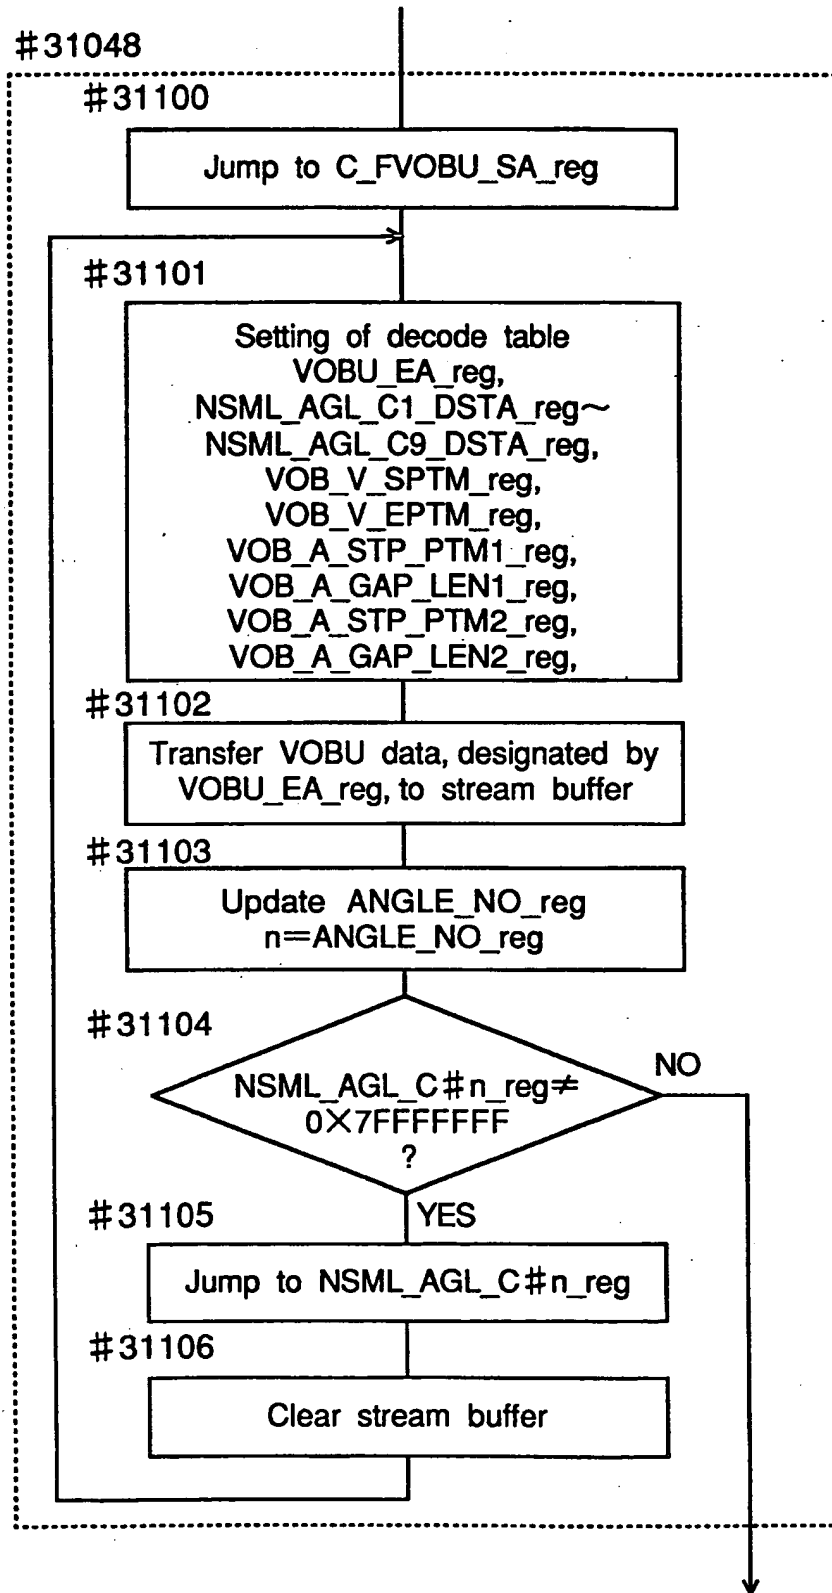 #31048
#31100
Jump to C_FVOBU_SA_reg
#31101
Setting of decode table
VOBU_EA_reg,
NSML_AGL_C1_DSTA_reg~
NSML_AGL_C9_DSTA_reg,
VOB_V_SPTM_reg,
VOB_V_EPTM_reg,
VOB_A_STP_PTM1_reg,
VOB_A_GAP_LEN1_reg,
VOB_A_STP_PTM2_reg,
VOB_A_GAP_LEN2_reg,
#31102
Transfer VOBU data, designated by
VOBU_EA_reg, to stream buffer
#31103
Update ANGLE_NO_reg
n=ANGLE_NO_reg
#31104
NSML_AGL_C#n_reg≠
0X7FFFFFFF
?
NO
#31105
YES
Jump to NSML_AGL_C#n_reg
#31106
Clear stream buffer